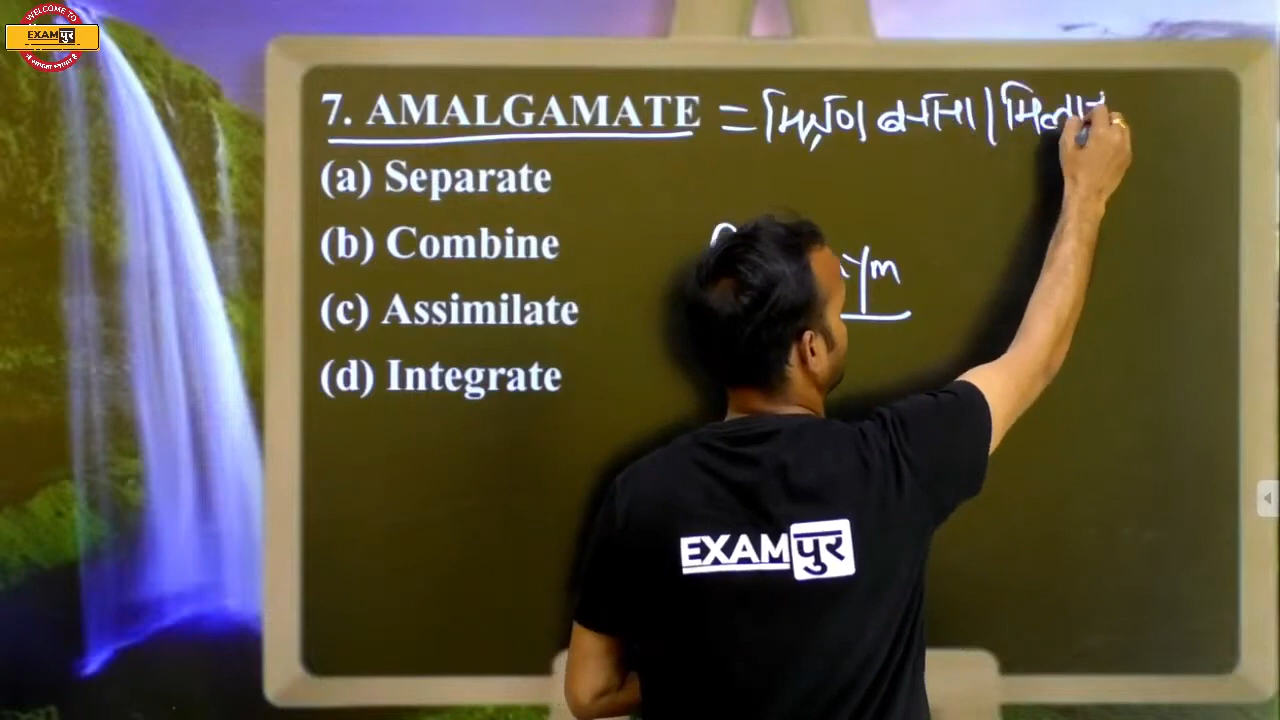 WELCOME TO
EXAMपुर
7. AMALGAMATE = मिश्रण बनाना / मिलान
(a) Separate
(b) Combine
(c) Assimilate
(d) Integrate
EXAMपुर